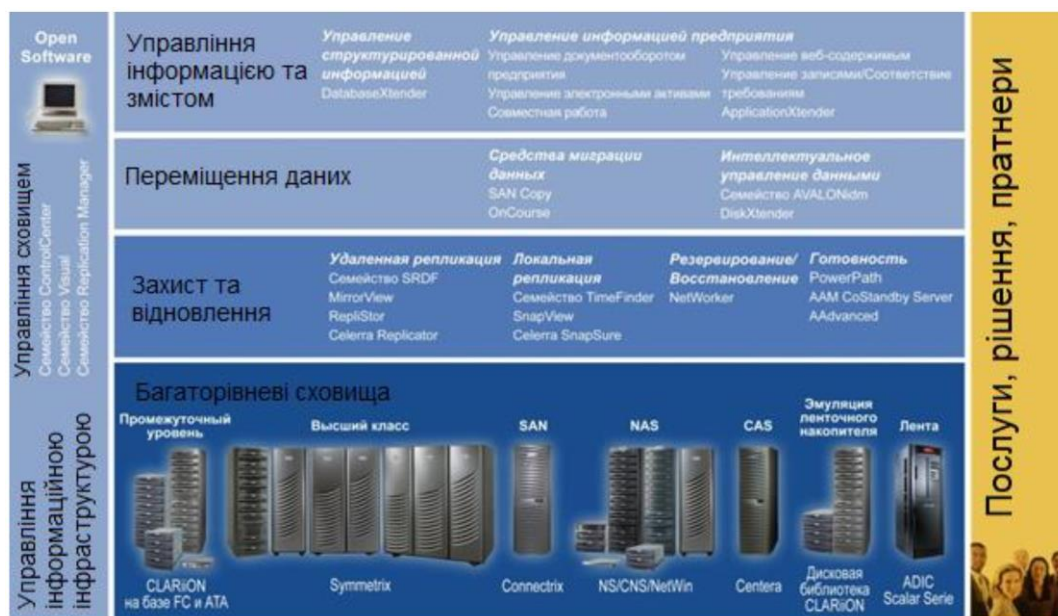 Open
Software
Управління сховищем
Семейство ControlCenter
Семейство Visual
Семейство Replication Manager
Управління
інформаційною
інфраструктурою
Управління
інформацією та
змістом
Управление
структурированной
информацией
DatabaseXtender
Управление информацией предприятия
Управление документооборотом
предприятия
Управление электронными активами
Совместная работа
Управление веб-содержимым
Управление записями/Соответствие
требованиям
ApplicationXtender
Переміщення даних
Средства миграции
данных
SAN Copy
OnCourse
Интеллектуальное
управление данными
Семейство AVALONidm
DiskXtender
Захист та
відновлення
Удаленная репликация
Семейство SRDF
MirrorView
RepliStor
Celerra Replicator
Локальная
репликация
Семейство TimeFinder
SnapView
Celerra SnapSure
Резервирование/
Восстановление
NetWorker
Готовность
PowerPath
AAM CoStandby Server
AAdvanced
Багаторівневі сховища
Промежуточный
уровень
Высший класс
SAN
NAS
CAS
Эмуляция
ленточного
накопителя
Лента
CLARiiON
на базе FC и ATA
Symmetrix
Connectrix
NS/CNS/NetWin
Centera
Дисковая
библиотека
CLARiiON
ADIC
Scalar Serie
Послуги, рішення, пратнери